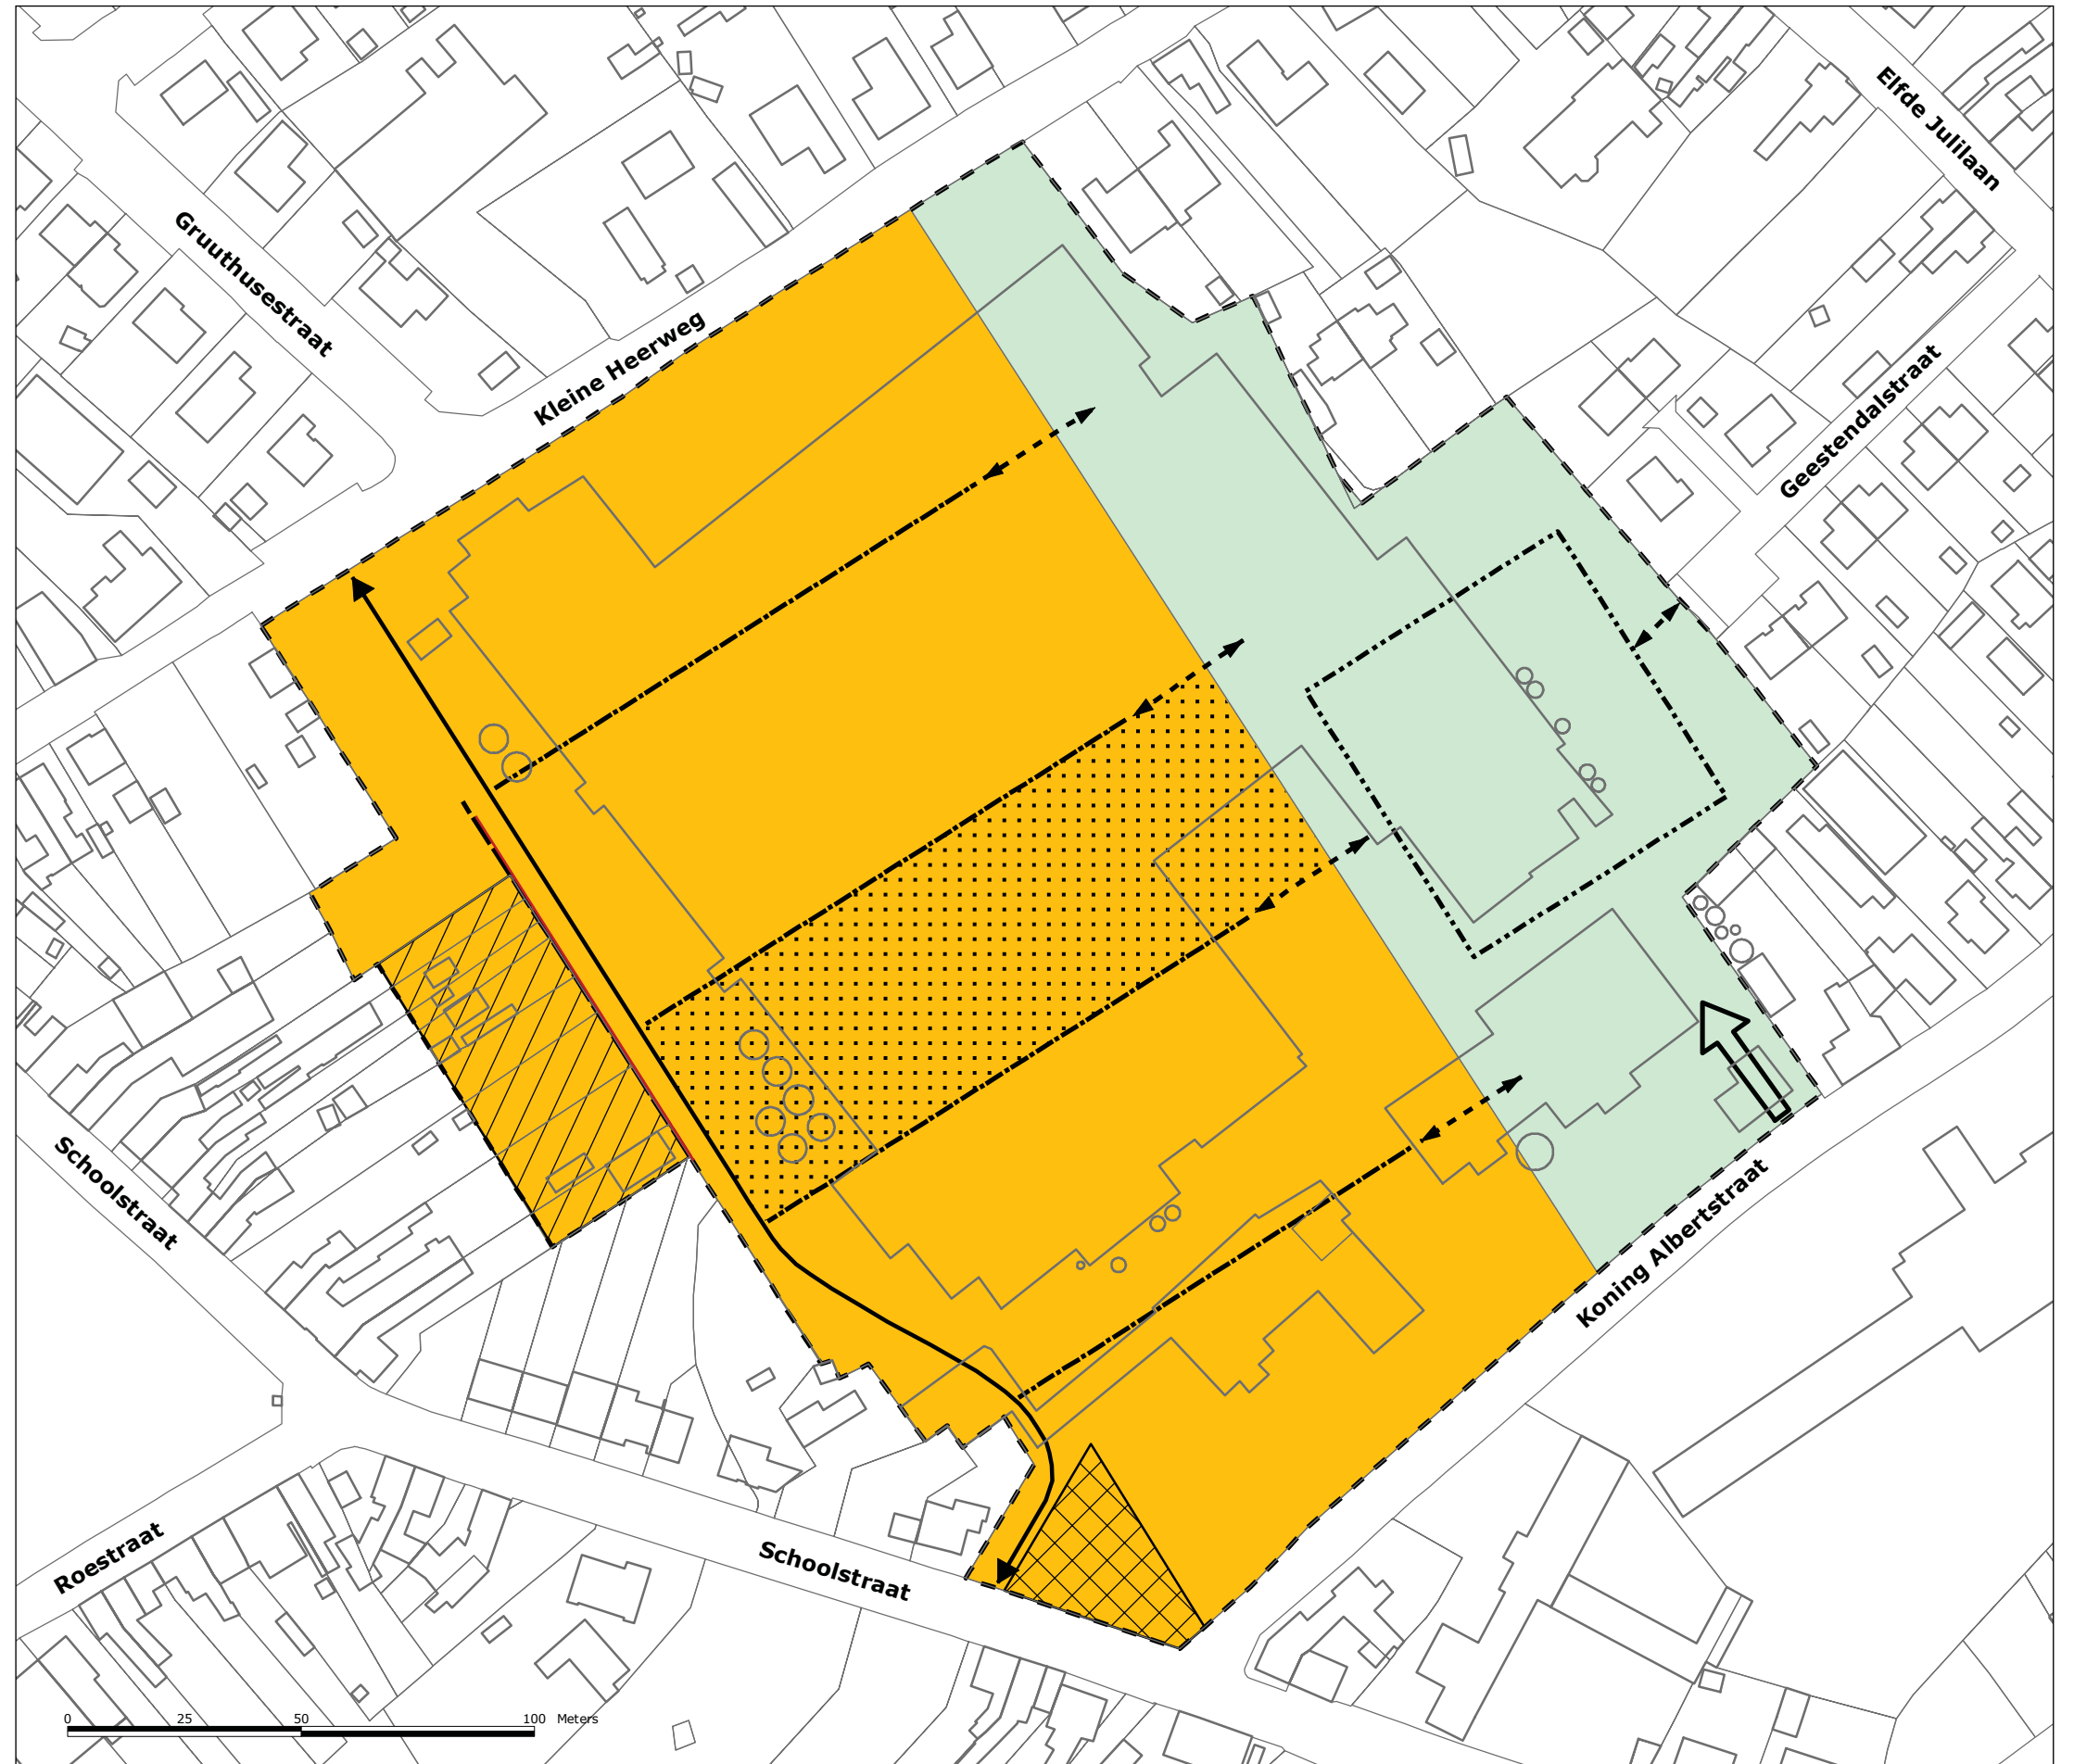 Elfde Julilaan
Gruuthusestraat
Kleine Heerweg
Geestendalstraat
Schoolstraat
Koning Albertstraat
Roestraat
Schoolstraat
0 25 50 100 Meters